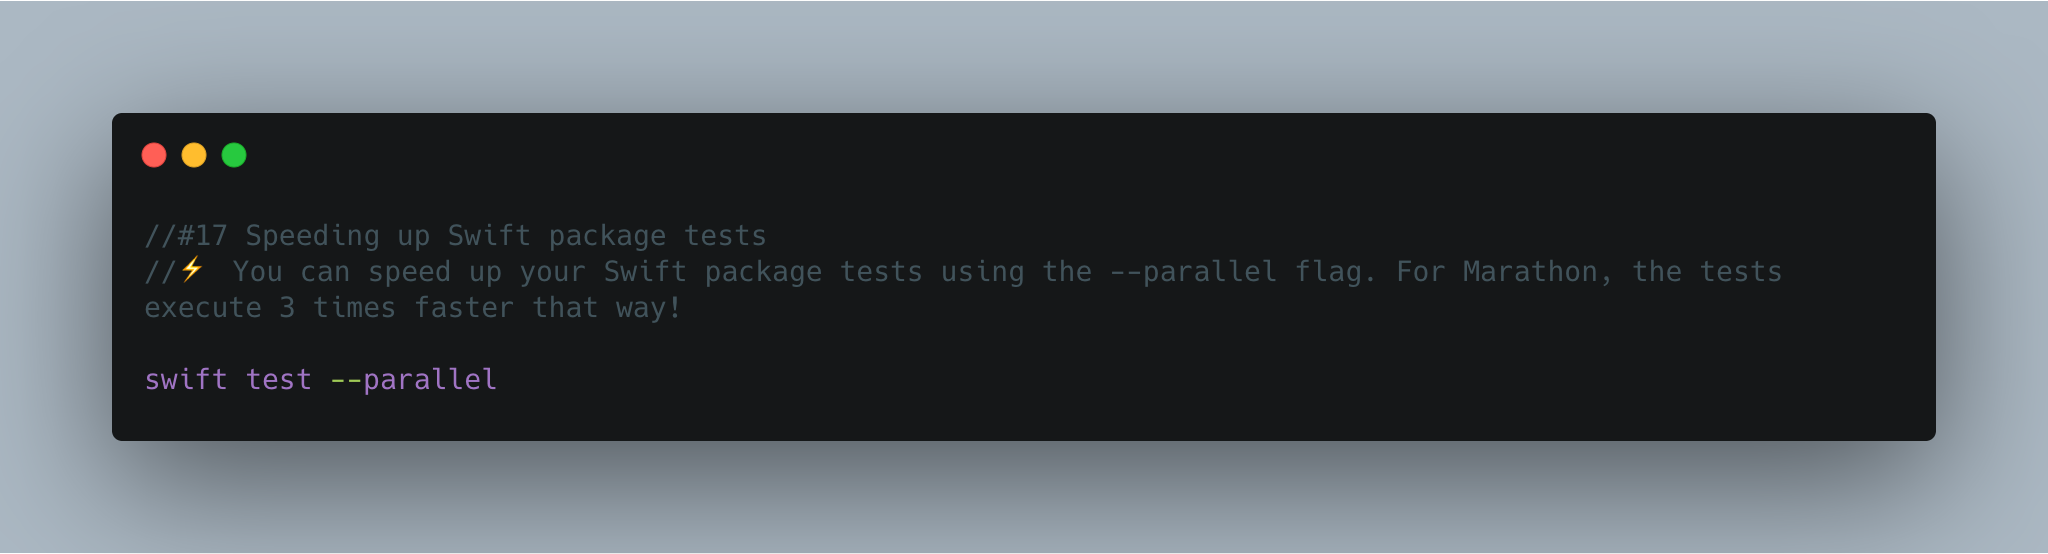 //#17 Speeding up Swift package tests
//⚡ You can speed up your Swift package tests using the --parallel flag. For Marathon, the tests
execute 3 times faster that way!
swift test --parallel